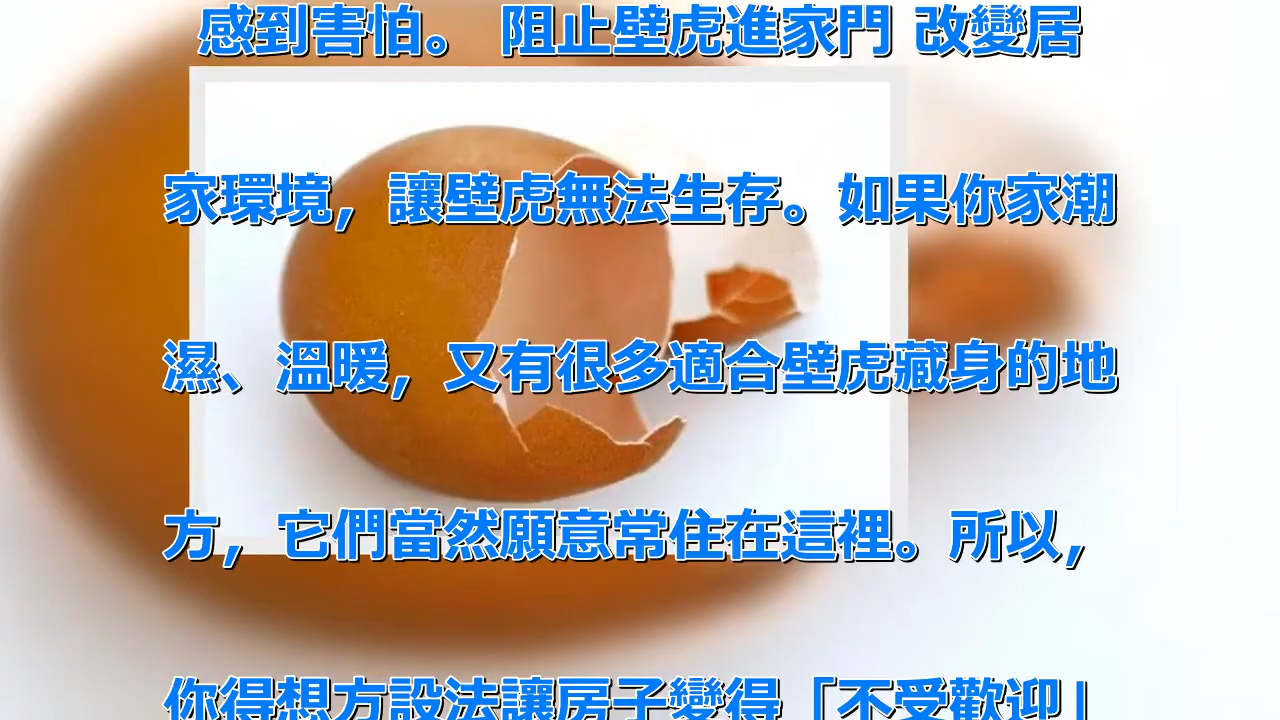 感到害怕。 阻止壁虎進家門 改變居
家環境，讓壁虎無法生存。如果你家潮
濕、溫暖，又有很多適合壁虎藏身的地
方，它們當然願意常住在這裡。所以，
你得想方設法讓房子變得「不受歡迎」